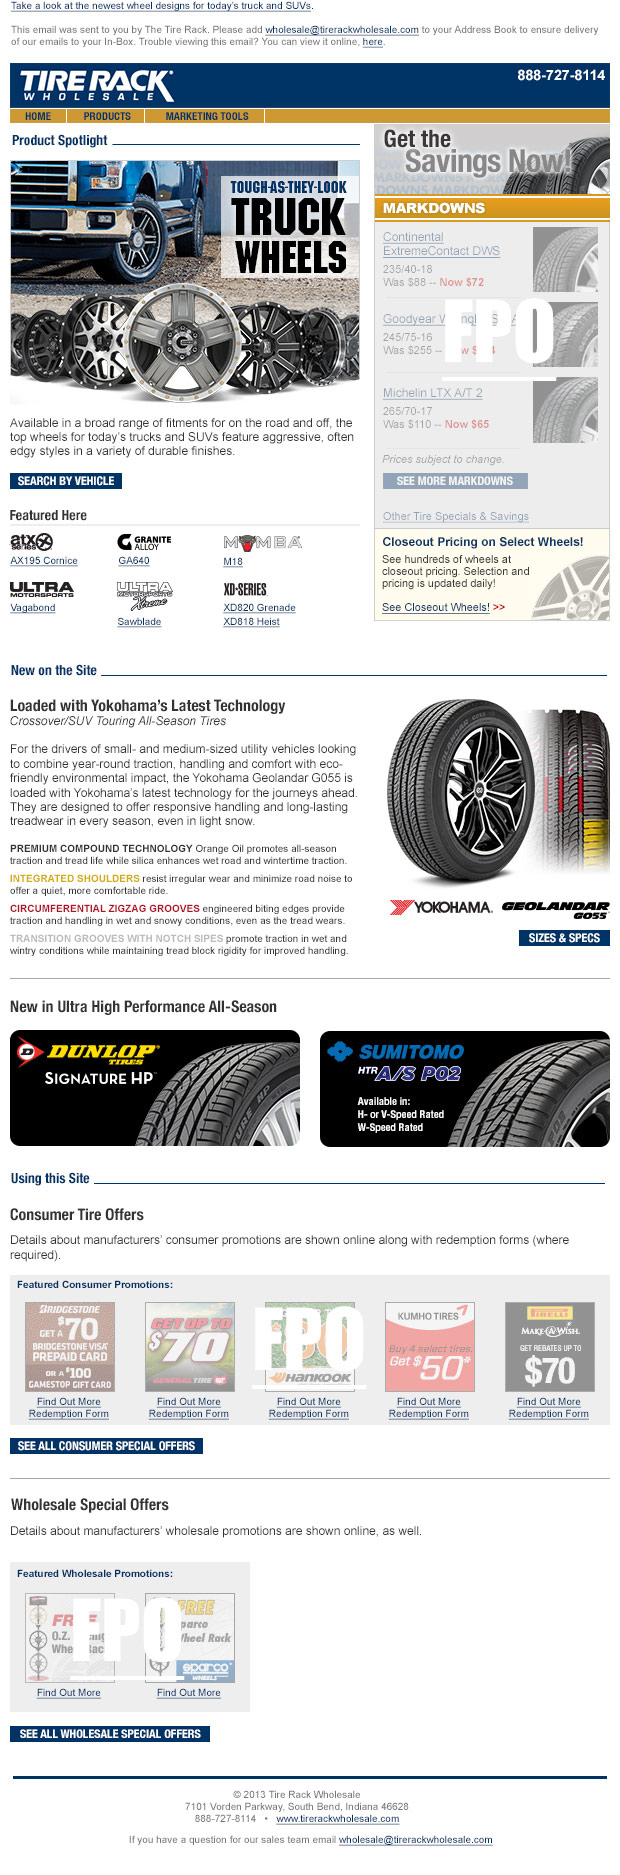 Take a look at the newest wheel designs for today's truck and SUVs.
This email was sent to you by The Tire Rack. Please add wholesale@tirerackwholesale.com to your Address Book to ensure delivery
of our emails to your In-Box. Trouble viewing this email? You can view it online, here.
TIRE RACK
WHOLESALE
888-727-8114
HOME PRODUCTS MARKETING TOOLS
Product Spotlight
TOUGH-AS-THEY-LOOK
TRUCK
WHEELS
Available in a broad range of fitments for on the road and off, the
top wheels for today's trucks and SUVs feature aggressive, often
edgy styles in a variety of durable finishes.
SEARCH BY VEHICLE
Featured Here
atx series
AX195 Cornice
GRANITE ALLOY
GA640
MAMBA
M18
ULTRA MOTORSPORTS
Vagabond
ULTRA MOTORSPORTS Xtreme
Sawblade
XD-SERIES
XD820 Grenade
XD818 Heist
Get the
Savings Now!
MARKDOWNS
Continental
ExtremeContact DWS
235/40-18
Was $88 -- Now $72
FPO
Goodyear
245/75-16
Was $255 --
Michelin LTX A/T 2
265/70-17
Was $110 -- Now $65
Prices subject to change.
SEE MORE MARKDOWNS
Other Tire Specials & Savings
Closeout Pricing on Select Wheels!
See hundreds of wheels at
closeout pricing. Selection and
pricing is updated daily!
See Closeout Wheels! >>
New on the Site
Loaded with Yokohama's Latest Technology
Crossover/SUV Touring All-Season Tires
For the drivers of small- and medium-sized utility vehicles looking
to combine year-round traction, handling and comfort with eco-
friendly environmental impact, the Yokohama Geolandar G055 is
loaded with Yokohama's latest technology for the journeys ahead.
They are designed to offer responsive handling and long-lasting
treadwear in every season, even in light snow.
PREMIUM COMPOUND TECHNOLOGY Orange Oil promotes all-season
traction and tread life while silica enhances wet road and wintertime traction.
INTEGRATED SHOULDERS resist irregular wear and minimize road noise to
offer a quiet, more comfortable ride.
CIRCUMFERENTIAL ZIGZAG GROOVES engineered biting edges provide
traction and handling in wet and snowy conditions, even as the tread wears.
TRANSITION GROOVES WITH NOTCH SIPES promote traction in wet and
wintry conditions while maintaining tread block rigidity for improved handling.
YOKOHAMA. GEOLANDAR
G055
SIZES & SPECS
New in Ultra High Performance All-Season
DUNLOP
TIRES
SIGNATURE HP
SUMITOMO
HTR A/S P02
Available in:
H- or V-Speed Rated
W-Speed Rated
Using this Site
Consumer Tire Offers
Details about manufacturers' consumer promotions are shown online along with redemption forms (where
required).
Featured Consumer Promotions:
BRIDGESTONE
GET A $70
BRIDGESTONE VISA
PREPAID CARD
OR A $100
GAMESTOP GIFT CARD
GET UP TO
$70
GENERAL TIRE
FPO
HANKOOK
KUMHO TIRES
Buy 4 select tires.
Get $50*
PIRELLI
MAKE-A-WISH.
GET REBATES UP TO
$70
Find Out More Find Out More Find Out More Find Out More Find Out More
Redemption Form Redemption Form Redemption Form Redemption Form Redemption Form
SEE ALL CONSUMER SPECIAL OFFERS
Wholesale Special Offers
Details about manufacturers' wholesale promotions are shown online, as well.
Featured Wholesale Promotions:
FPO
O.Z.
FREE
Wheel Rack
sparco
WHEELS
Find Out More Find Out More
SEE ALL WHOLESALE SPECIAL OFFERS
© 2013 Tire Rack Wholesale
7101 Vorden Parkway, South Bend, Indiana 46628
888-727-8114 • www.tirerackwholesale.com
If you have a question for our sales team email wholesale@tirerackwholesale.com